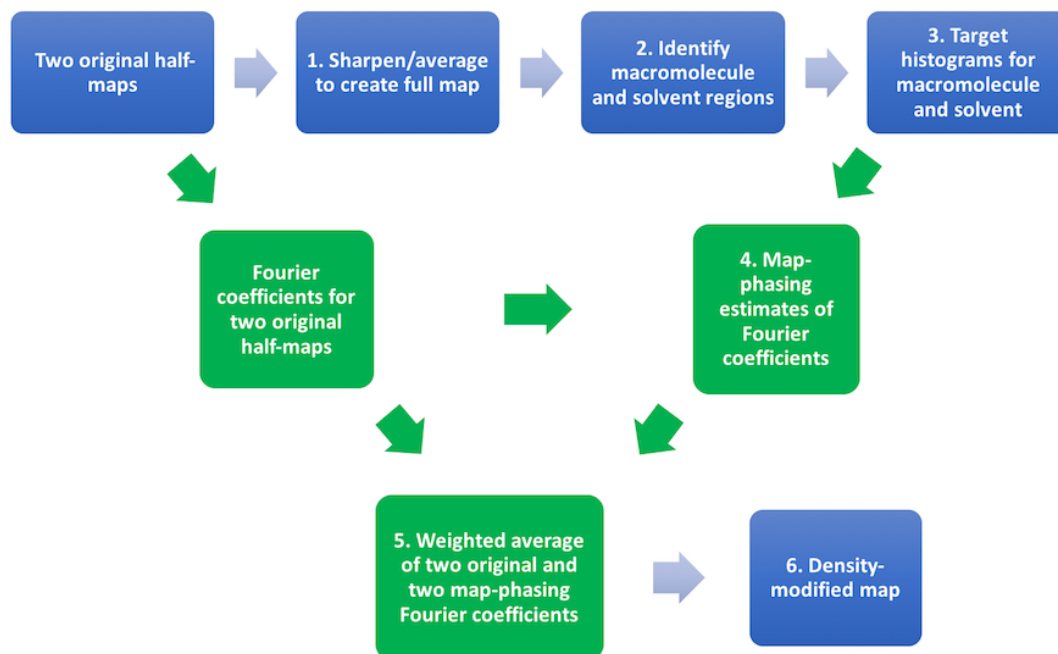 Two original half-
maps
1. Sharpen/average
to create full map
2. Identify
macromolecule
and solvent regions
3. Target
histograms for
macromolecule
and solvent
Fourier
coefficients for
two original
half-maps
4. Map-
phasing
estimates of
Fourier
coefficients
5. Weighted average
of two original and
two map-phasing
Fourier coefficients
6. Density-
modified map